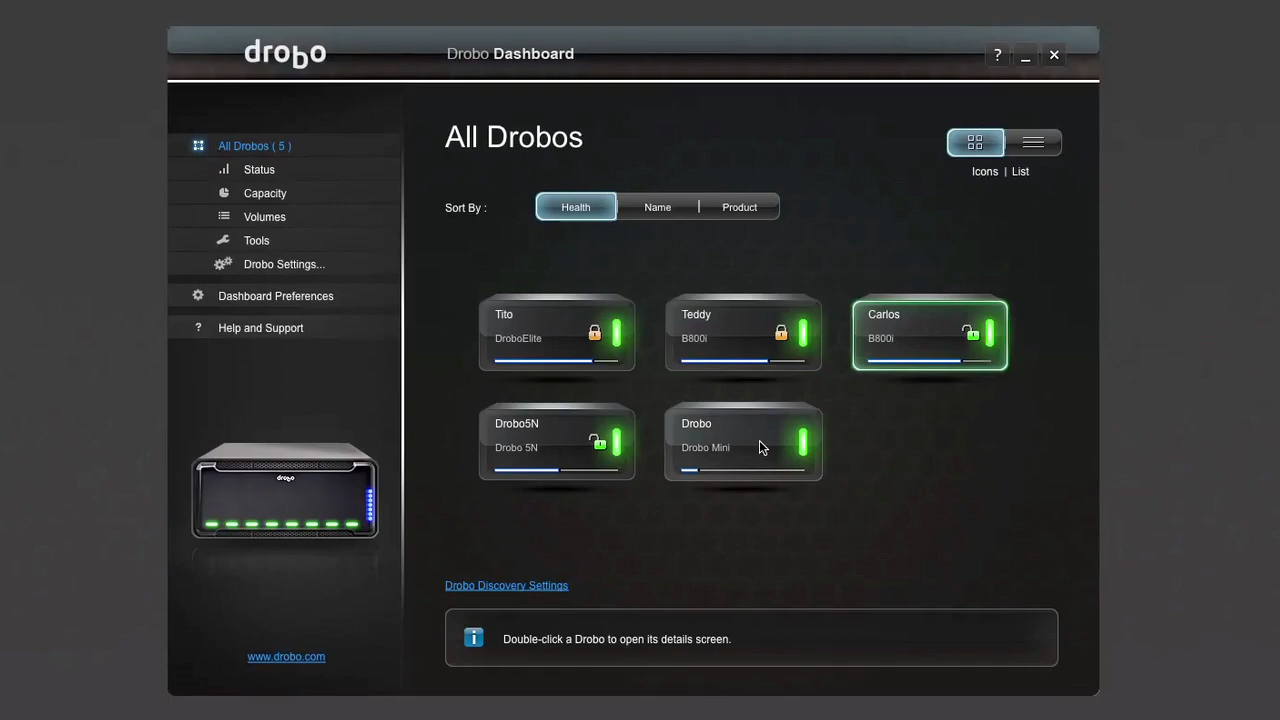 drobo
Drobo Dashboard
?
All Drobos ( 5 )
Status
Capacity
Volumes
Tools
Drobo Settings...
Dashboard Preferences
? Help and Support
drobo
www.drobo.com
All Drobos
Icons | List
Sort By :
Health
Name
Product
Tito
DroboElite
Teddy
B800i
Carlos
B800i
Drobo5N
Drobo 5N
Drobo
Drobo Mini
Drobo Discovery Settings
i
Double-click a Drobo to open its details screen.